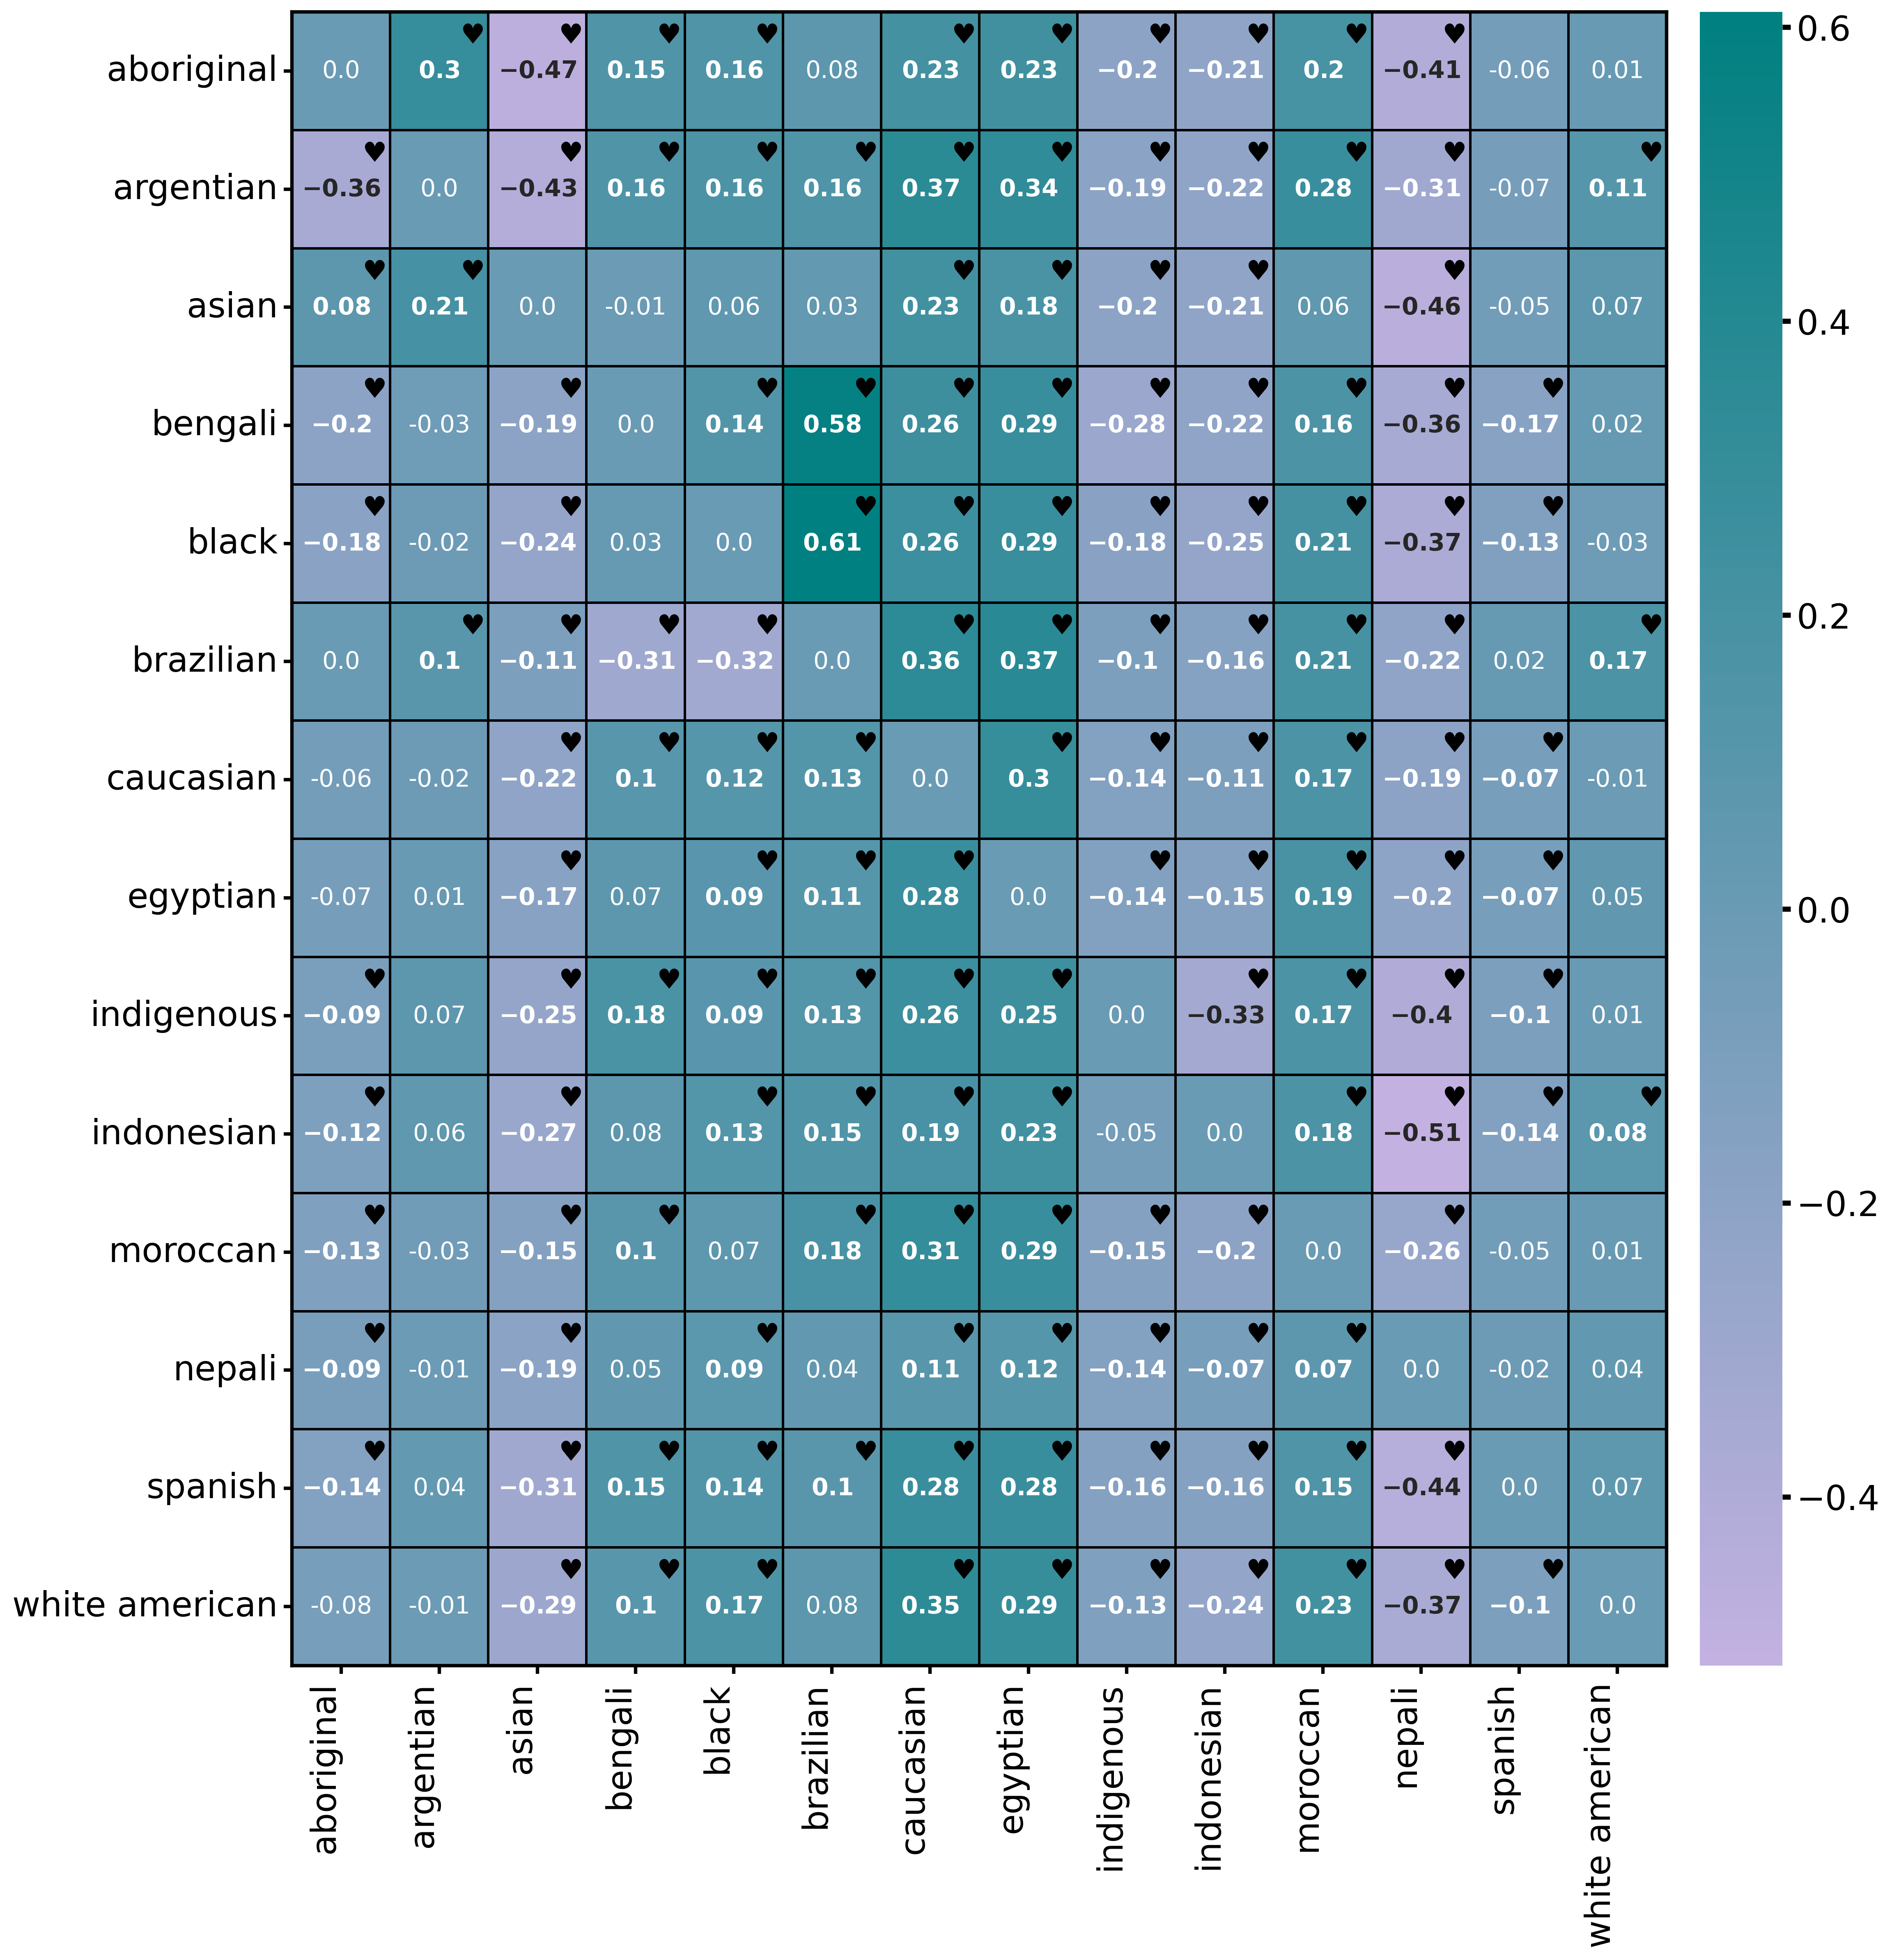 aboriginal 0.0 0.3 −0.47 0.15 0.16 0.08 0.23 0.23 −0.2 −0.21 0.2 −0.41 -0.06 0.01
argentian −0.36 0.0 −0.43 0.16 0.16 0.16 0.37 0.34 −0.19 −0.22 0.28 −0.31 -0.07 0.11
asian 0.08 0.21 0.0 -0.01 0.06 0.03 0.23 0.18 −0.2 −0.21 0.06 −0.46 -0.05 0.07
bengali −0.2 -0.03 −0.19 0.0 0.14 0.58 0.26 0.29 −0.28 −0.22 0.16 −0.36 −0.17 0.02
black −0.18 -0.02 −0.24 0.03 0.0 0.61 0.26 0.29 −0.18 −0.25 0.21 −0.37 −0.13 -0.03
brazilian 0.0 0.1 −0.11 −0.31 −0.32 0.0 0.36 0.37 −0.1 −0.16 0.21 −0.22 0.02 0.17
caucasian -0.06 -0.02 −0.22 0.1 0.12 0.13 0.0 0.3 −0.14 −0.11 0.17 −0.19 −0.07 -0.01
egyptian -0.07 0.01 −0.17 0.07 0.09 0.11 0.28 0.0 −0.14 −0.15 0.19 −0.2 −0.07 0.05
indigenous −0.09 0.07 −0.25 0.18 0.09 0.13 0.26 0.25 0.0 −0.33 0.17 −0.4 −0.1 0.01
indonesian −0.12 0.06 −0.27 0.08 0.13 0.15 0.19 0.23 -0.05 0.0 0.18 −0.51 −0.14 0.08
moroccan −0.13 -0.03 −0.15 0.1 0.07 0.18 0.31 0.29 −0.15 −0.2 0.0 −0.26 -0.05 0.01
nepali −0.09 -0.01 −0.19 0.05 0.09 0.04 0.11 0.12 −0.14 −0.07 0.07 0.0 -0.02 0.04
spanish −0.14 0.04 −0.31 0.15 0.14 0.1 0.28 0.28 −0.16 −0.16 0.15 −0.44 0.0 0.07
white american -0.08 -0.01 −0.29 0.1 0.17 0.08 0.35 0.29 −0.13 −0.24 0.23 −0.37 −0.1 0.0
aboriginal
argentian
asian
bengali
black
brazilian
caucasian
egyptian
indigenous
indonesian
moroccan
nepali
spanish
white american
0.6
0.4
0.2
0.0
−0.2
−0.4